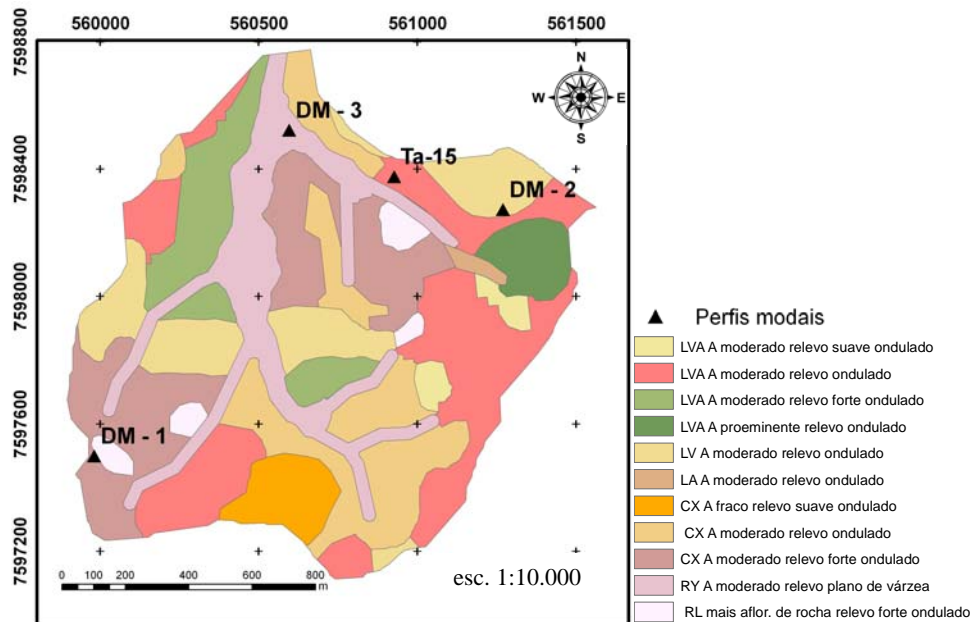 560000 560500 561000 561500
7598800
7598400
7598000
7597600
7597200
N
W E
S
DM - 3
Ta-15
DM - 2
DM - 1
0 100 200 400 600 800
m
esc. 1:10.000
Perfis modais
LVA A moderado relevo suave ondulado
LVA A moderado relevo ondulado
LVA A moderado relevo forte ondulado
LVA A proeminente relevo ondulado
LV A moderado relevo ondulado
LA A moderado relevo ondulado
CX A fraco relevo suave ondulado
CX A moderado relevo ondulado
CX A moderado relevo forte ondulado
RY A moderado relevo plano de várzea
RL mais aflor. de rocha relevo forte ondulado